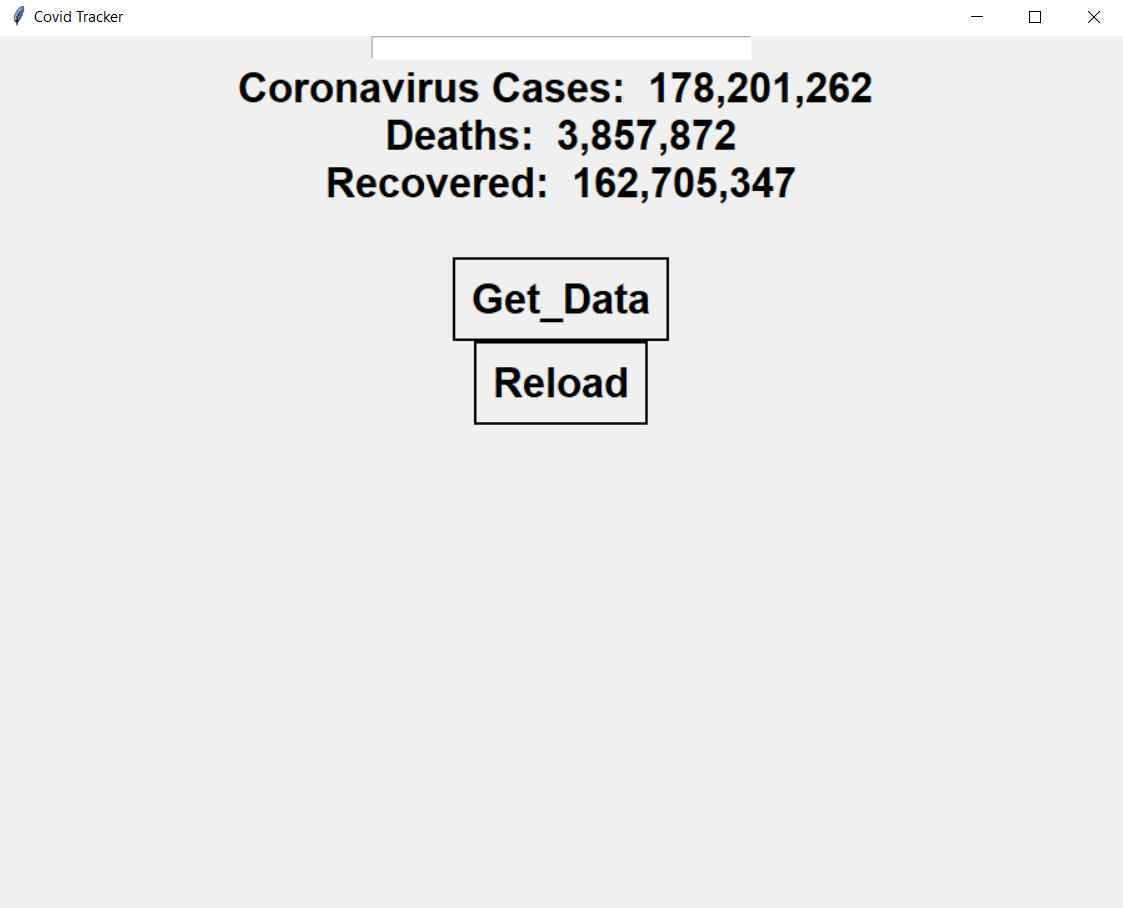 Covid Tracker
Coronavirus Cases: 178,201,262
Deaths: 3,857,872
Recovered: 162,705,347
Get_Data
Reload